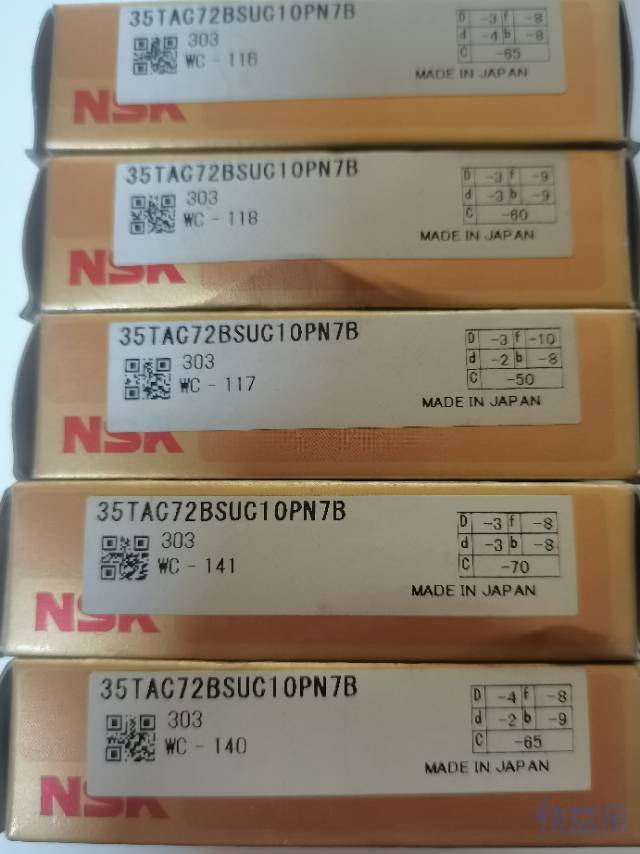 35TAC72BSUC10PN7B
303
WC - 116
D -3 f -8
d -4 b -8
C -65
MADE IN JAPAN
NSK
35TAC72BSUC10PN7B
303
WC - 118
D -3 f -9
d -3 b -9
C -60
MADE IN JAPAN
NSK
35TAC72BSUC10PN7B
303
WC - 117
D -3 f -10
d -2 b -8
C -50
MADE IN JAPAN
NSK
35TAC72BSUC10PN7B
303
WC - 141
D -3 f -8
d -3 b -8
C -70
MADE IN JAPAN
NSK
35TAC72BSUC10PN7B
303
WC - 140
D -4 f -8
d -2 b -9
C -65
MADE IN JAPAN
NSK